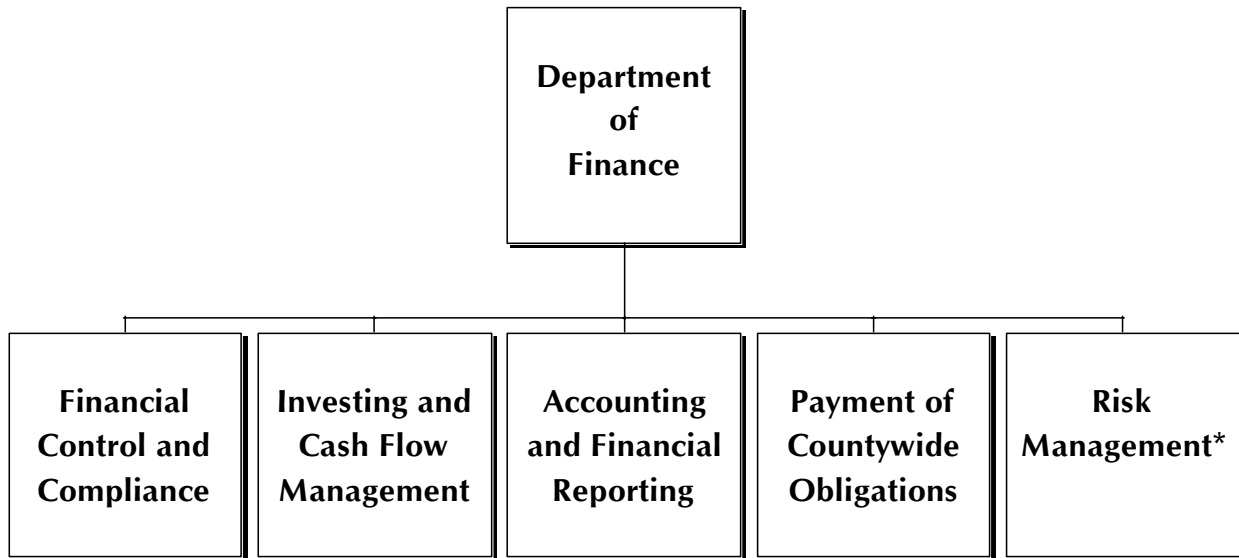 Department
of
Finance
Financial
Control and
Compliance
Investing and
Cash Flow
Management
Accounting
and Financial
Reporting
Payment of
Countywide
Obligations
Risk
Management*